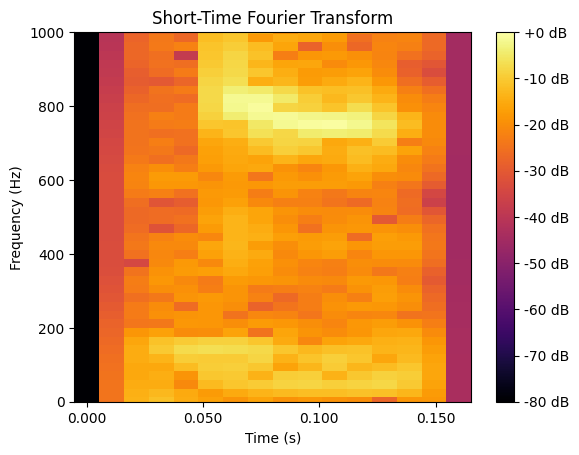 Short-Time Fourier Transform
1000
800
600
400
200
0
Frequency (Hz)
0.000
0.050
0.100
0.150
Time (s)
+0 dB
-10 dB
-20 dB
-30 dB
-40 dB
-50 dB
-60 dB
-70 dB
-80 dB